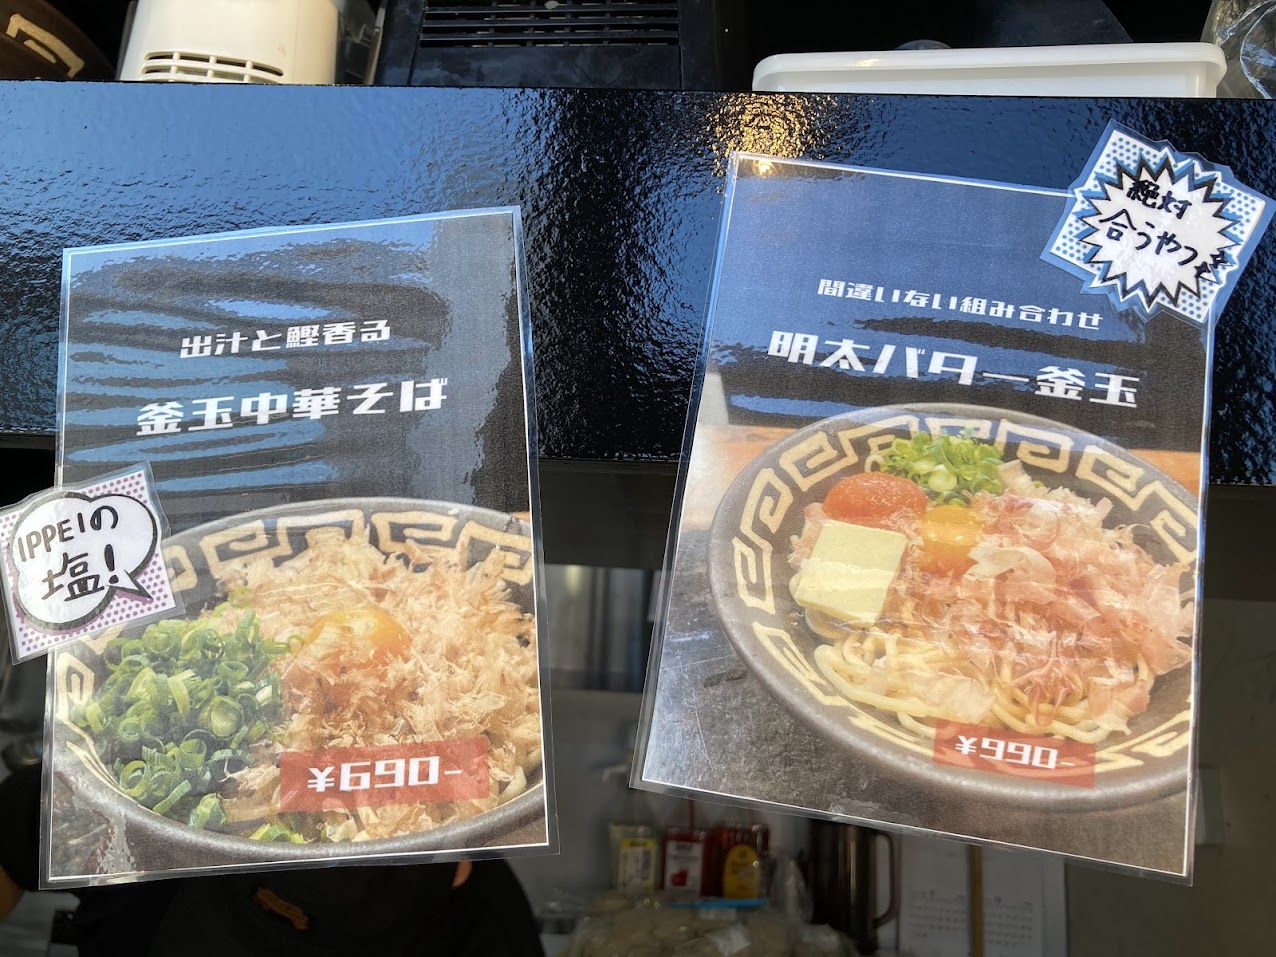 出汁と鰹香る
釜玉中華そば
IPPEIの
塩!
¥690-
絶対
合うやつ
間違いない組み合わせ
明太バター釜玉
¥990-